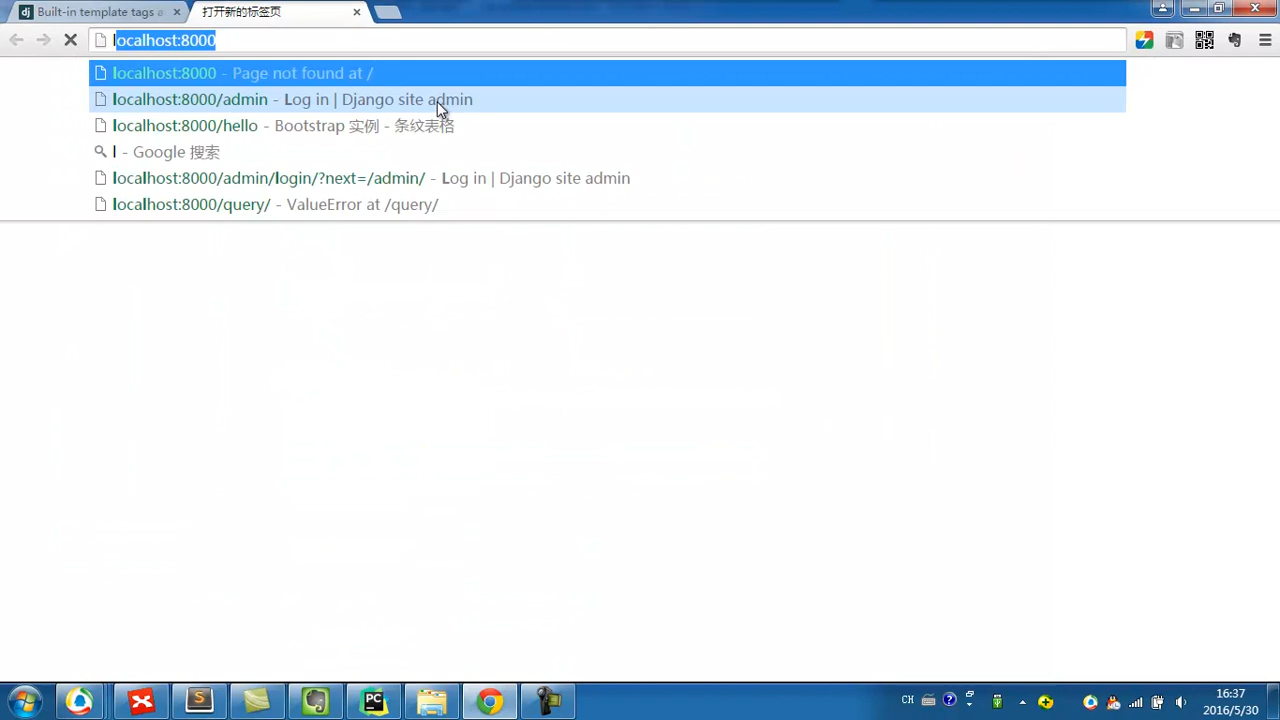 Built-in template tags a
打开新的标签页
localhost:8000
localhost:8000 - Page not found at /
localhost:8000/admin - Log in | Django site admin
localhost:8000/hello - Bootstrap 实例 - 条纹表格
l - Google 搜索
localhost:8000/admin/login/?next=/admin/ - Log in | Django site admin
localhost:8000/query/ - ValueError at /query/
CH
16:37
2016/5/30
dj
PC
S